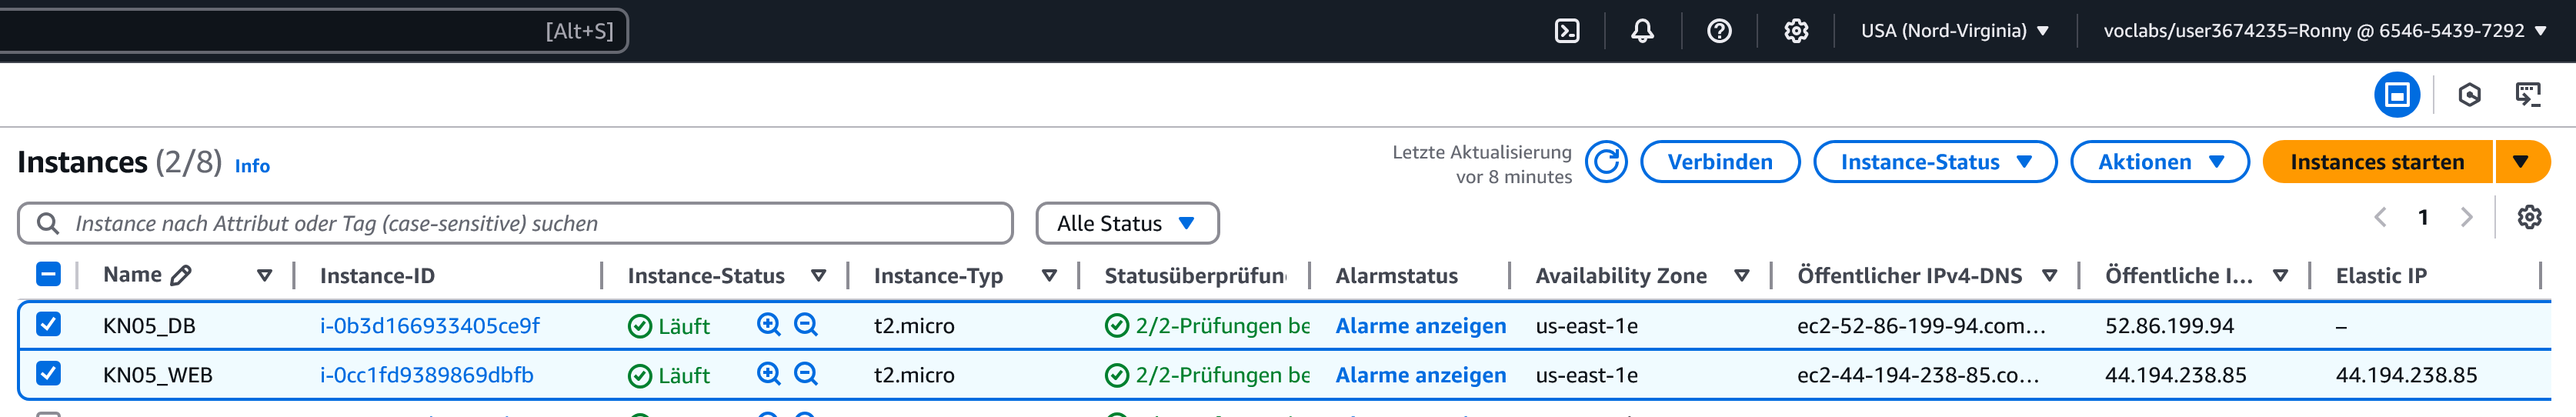 [Alt+S]
USA (Nord-Virginia)
voclabs/user3674235=Ronny @ 6546-5439-7292
Instances (2/8) Info
Letzte Aktualisierung
vor 8 minutes
Verbinden
Instance-Status
Aktionen
Instances starten
Instance nach Attribut oder Tag (case-sensitive) suchen
Alle Status
1
Name Instance-ID Instance-Status Instance-Typ Statusüberprüfun Alarmstatus Availability Zone Öffentlicher IPv4-DNS Öffentliche I... Elastic IP
KN05_DB i-0b3d166933405ce9f Läuft t2.micro 2/2-Prüfungen be Alarme anzeigen us-east-1e ec2-52-86-199-94.com... 52.86.199.94 –
KN05_WEB i-0cc1fd9389869dbfb Läuft t2.micro 2/2-Prüfungen be Alarme anzeigen us-east-1e ec2-44-194-238-85.co... 44.194.238.85 44.194.238.85